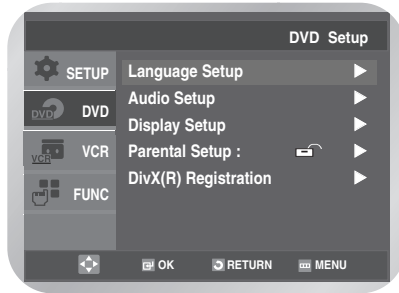 DVD Setup
SETUP
DVD
VCR
FUNC
Language Setup
Audio Setup
Display Setup
Parental Setup :
DivX(R) Registration
DVD
VCR
OK
RETURN
MENU